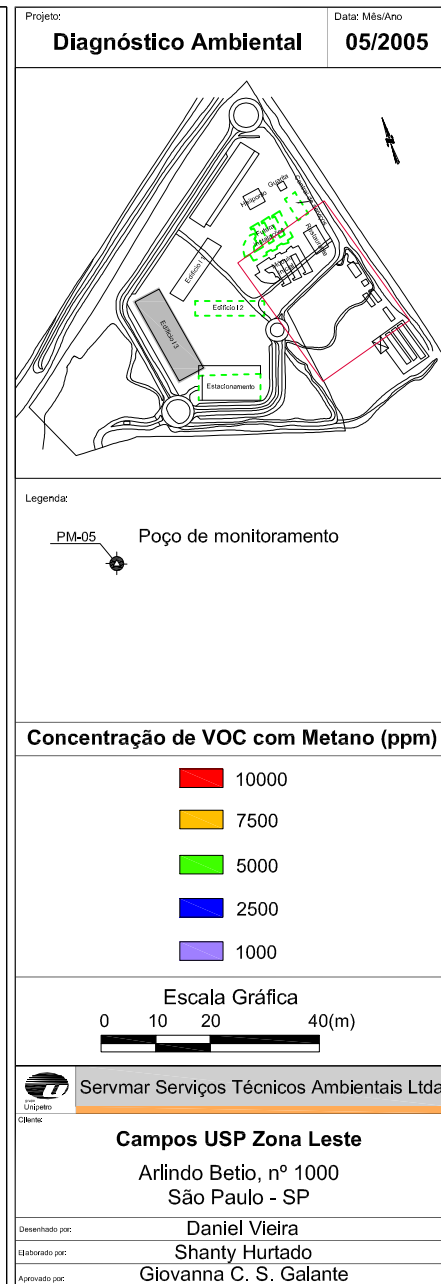 Projeto:
Diagnóstico Ambiental
Data: Mês/Ano
05/2005
Guarita
Heliponto
Restaurante
Edifício I1
Edifício I2
Edifício I3
Estacionamento
Legenda:
PM-05
Poço de monitoramento
Concentração de VOC com Metano (ppm)
10000
7500
5000
2500
1000
Escala Gráfica
0 10 20 40(m)
grupo
Unipetro
Servmar Serviços Técnicos Ambientais Ltda
Cliente:
Campos USP Zona Leste
Arlindo Betio, nº 1000
São Paulo - SP
Desenhado por: Daniel Vieira
Elaborado por: Shanty Hurtado
Aprovado por: Giovanna C. S. Galante